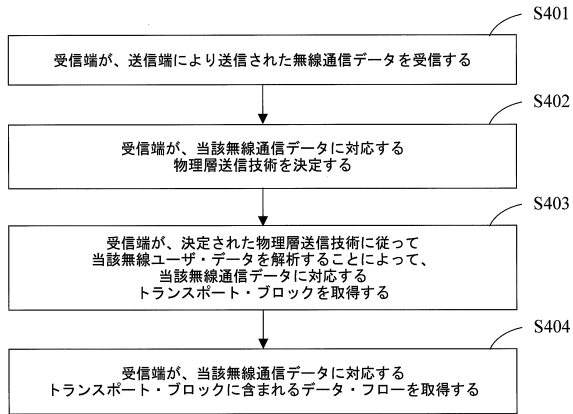 S401
受信端が、送信端により送信された無線通信データを受信する
S402
受信端が、当該無線通信データに対応する
物理層送信技術を決定する
S403
受信端が、決定された物理層送信技術に従って
当該無線ユーザ・データを解析することによって、
当該無線通信データに対応する
トランスポート・ブロックを取得する
S404
受信端が、当該無線通信データに対応する
トランスポート・ブロックに含まれるデータ・フローを取得する